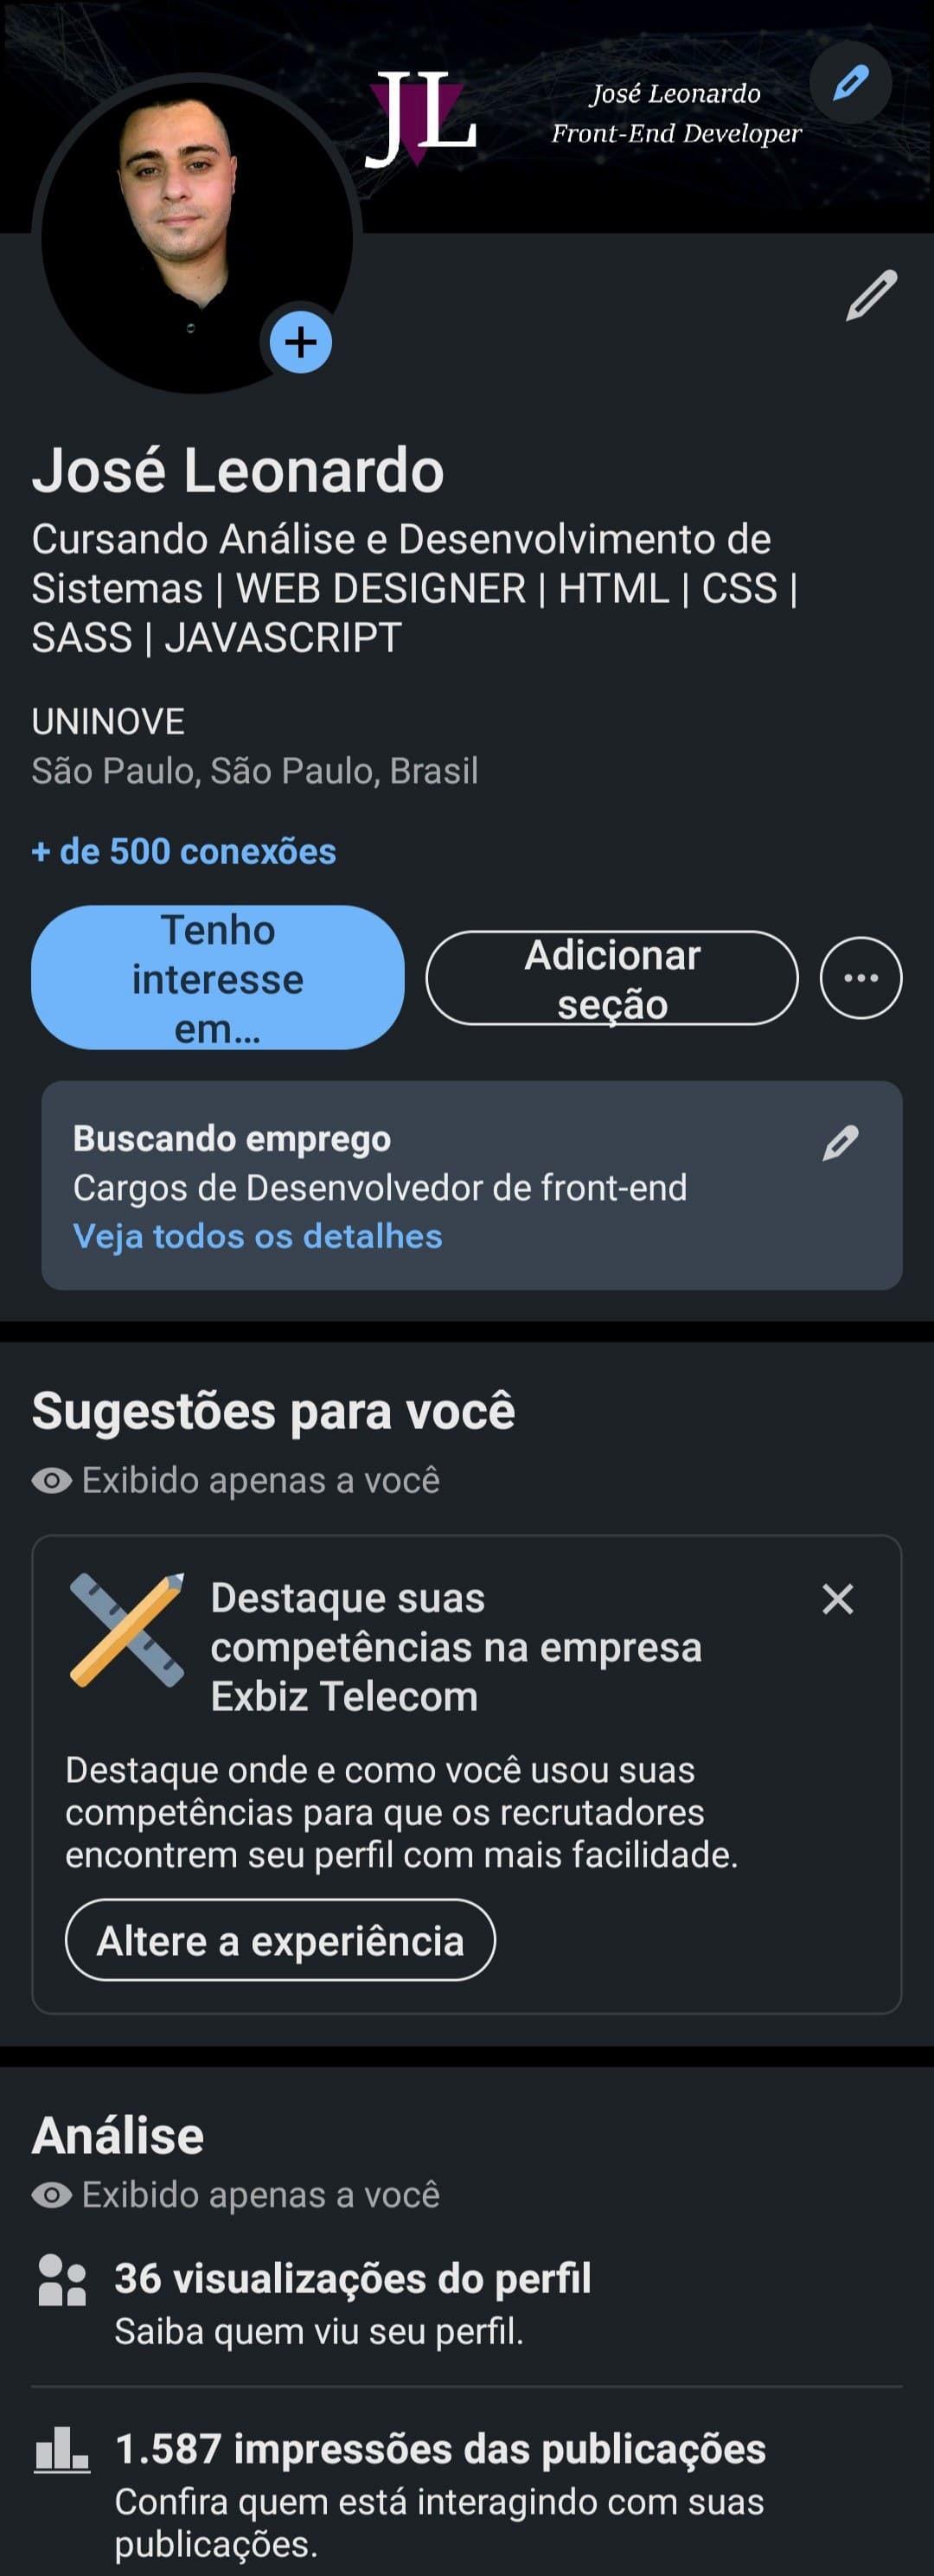 JL
José Leonardo
Front-End Developer
José Leonardo
Cursando Análise e Desenvolvimento de
Sistemas | WEB DESIGNER | HTML | CSS |
SASS | JAVASCRIPT
UNINOVE
São Paulo, São Paulo, Brasil
+ de 500 conexões
Tenho
interesse
em...
Adicionar
seção
Buscando emprego
Cargos de Desenvolvedor de front-end
Veja todos os detalhes
Sugestões para você
Exibido apenas a você
Destaque suas
competências na empresa
Exbiz Telecom
Destaque onde e como você usou suas
competências para que os recrutadores
encontrem seu perfil com mais facilidade.
Altere a experiência
Análise
Exibido apenas a você
36 visualizações do perfil
Saiba quem viu seu perfil.
1.587 impressões das publicações
Confira quem está interagindo com suas
publicações.